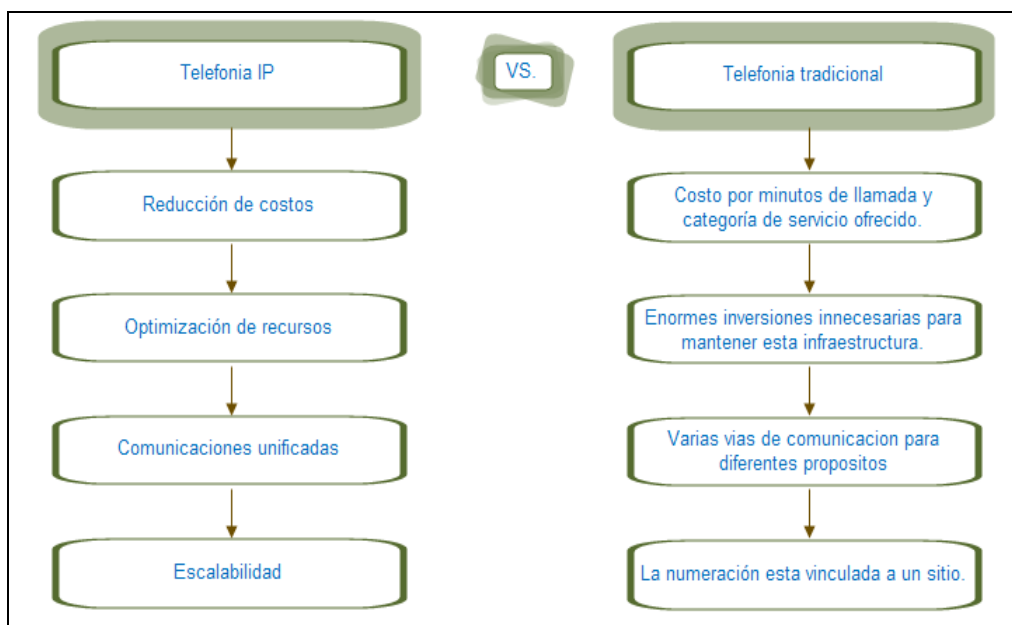 Telefonia IP
VS.
Telefonia tradicional
Reducción de costos
Costo por minutos de llamada y
categoría de servicio ofrecido.
Optimización de recursos
Enormes inversiones innecesarias para
mantener esta infraestructura.
Comunicaciones unificadas
Varias vias de comunicacion para
diferentes propositos
Escalabilidad
La numeración esta vinculada a un sitio.